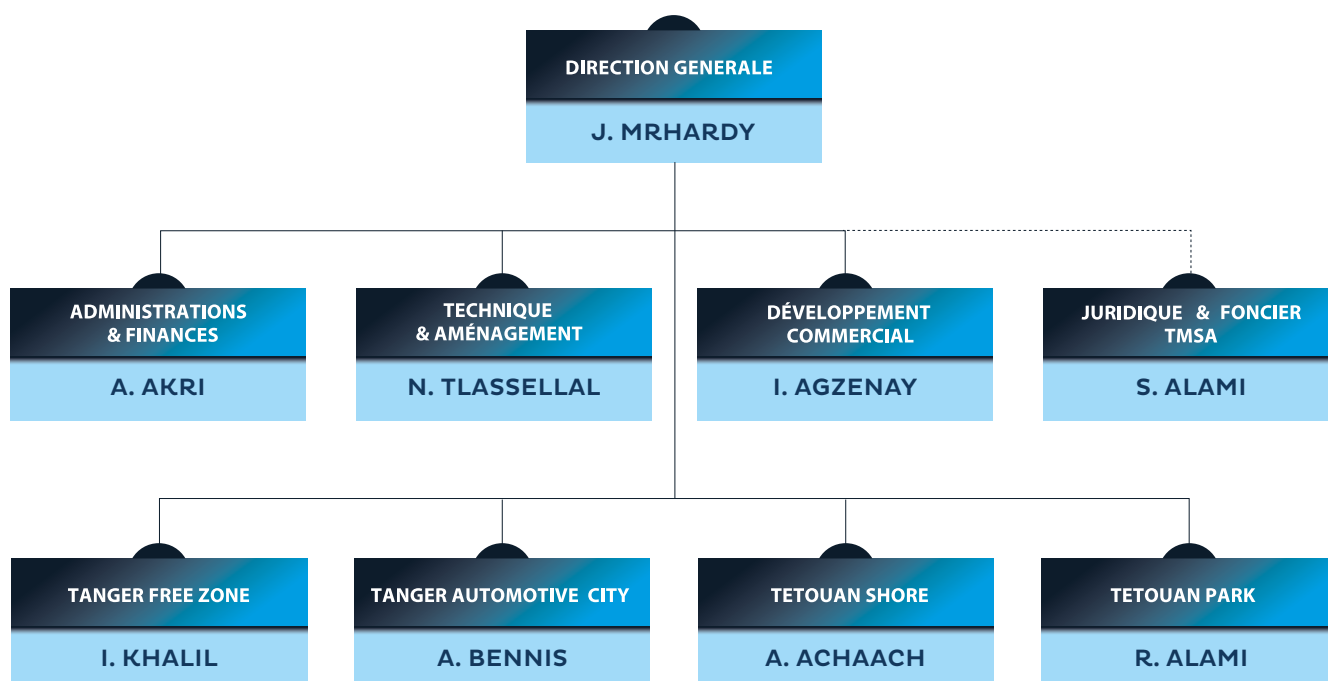 DIRECTION GENERALE
J. MRHARDY
ADMINISTRATIONS
& FINANCES
A. AKRI
TECHNIQUE
& AMÉNAGEMENT
N. TLASSELLAL
DÉVELOPPEMENT
COMMERCIAL
I. AGZENAY
JURIDIQUE & FONCIER
TMSA
S. ALAMI
TANGER FREE ZONE
I. KHALIL
TANGER AUTOMOTIVE CITY
A. BENNIS
TETOUAN SHORE
A. ACHAACH
TETOUAN PARK
R. ALAMI